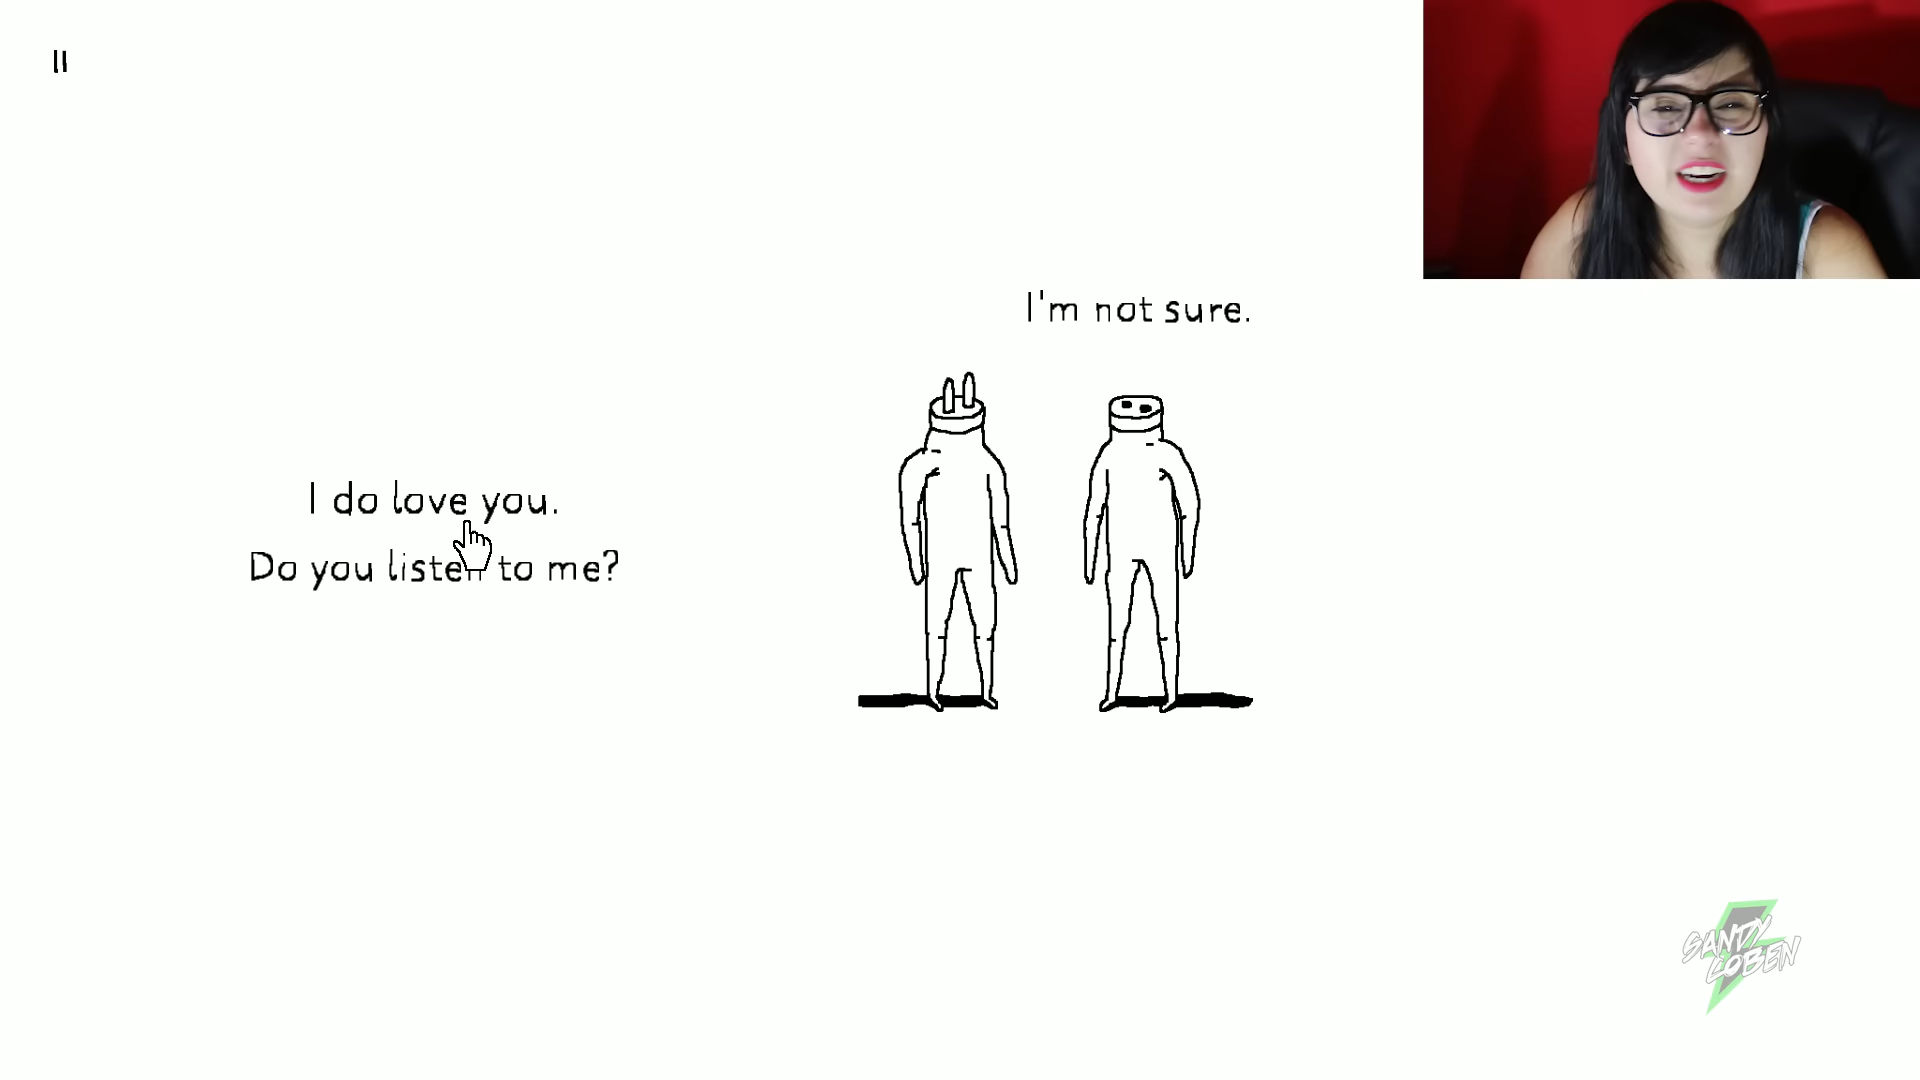 I'm not sure.
I do love you.
Do you listen to me?
SANDY
COBEN